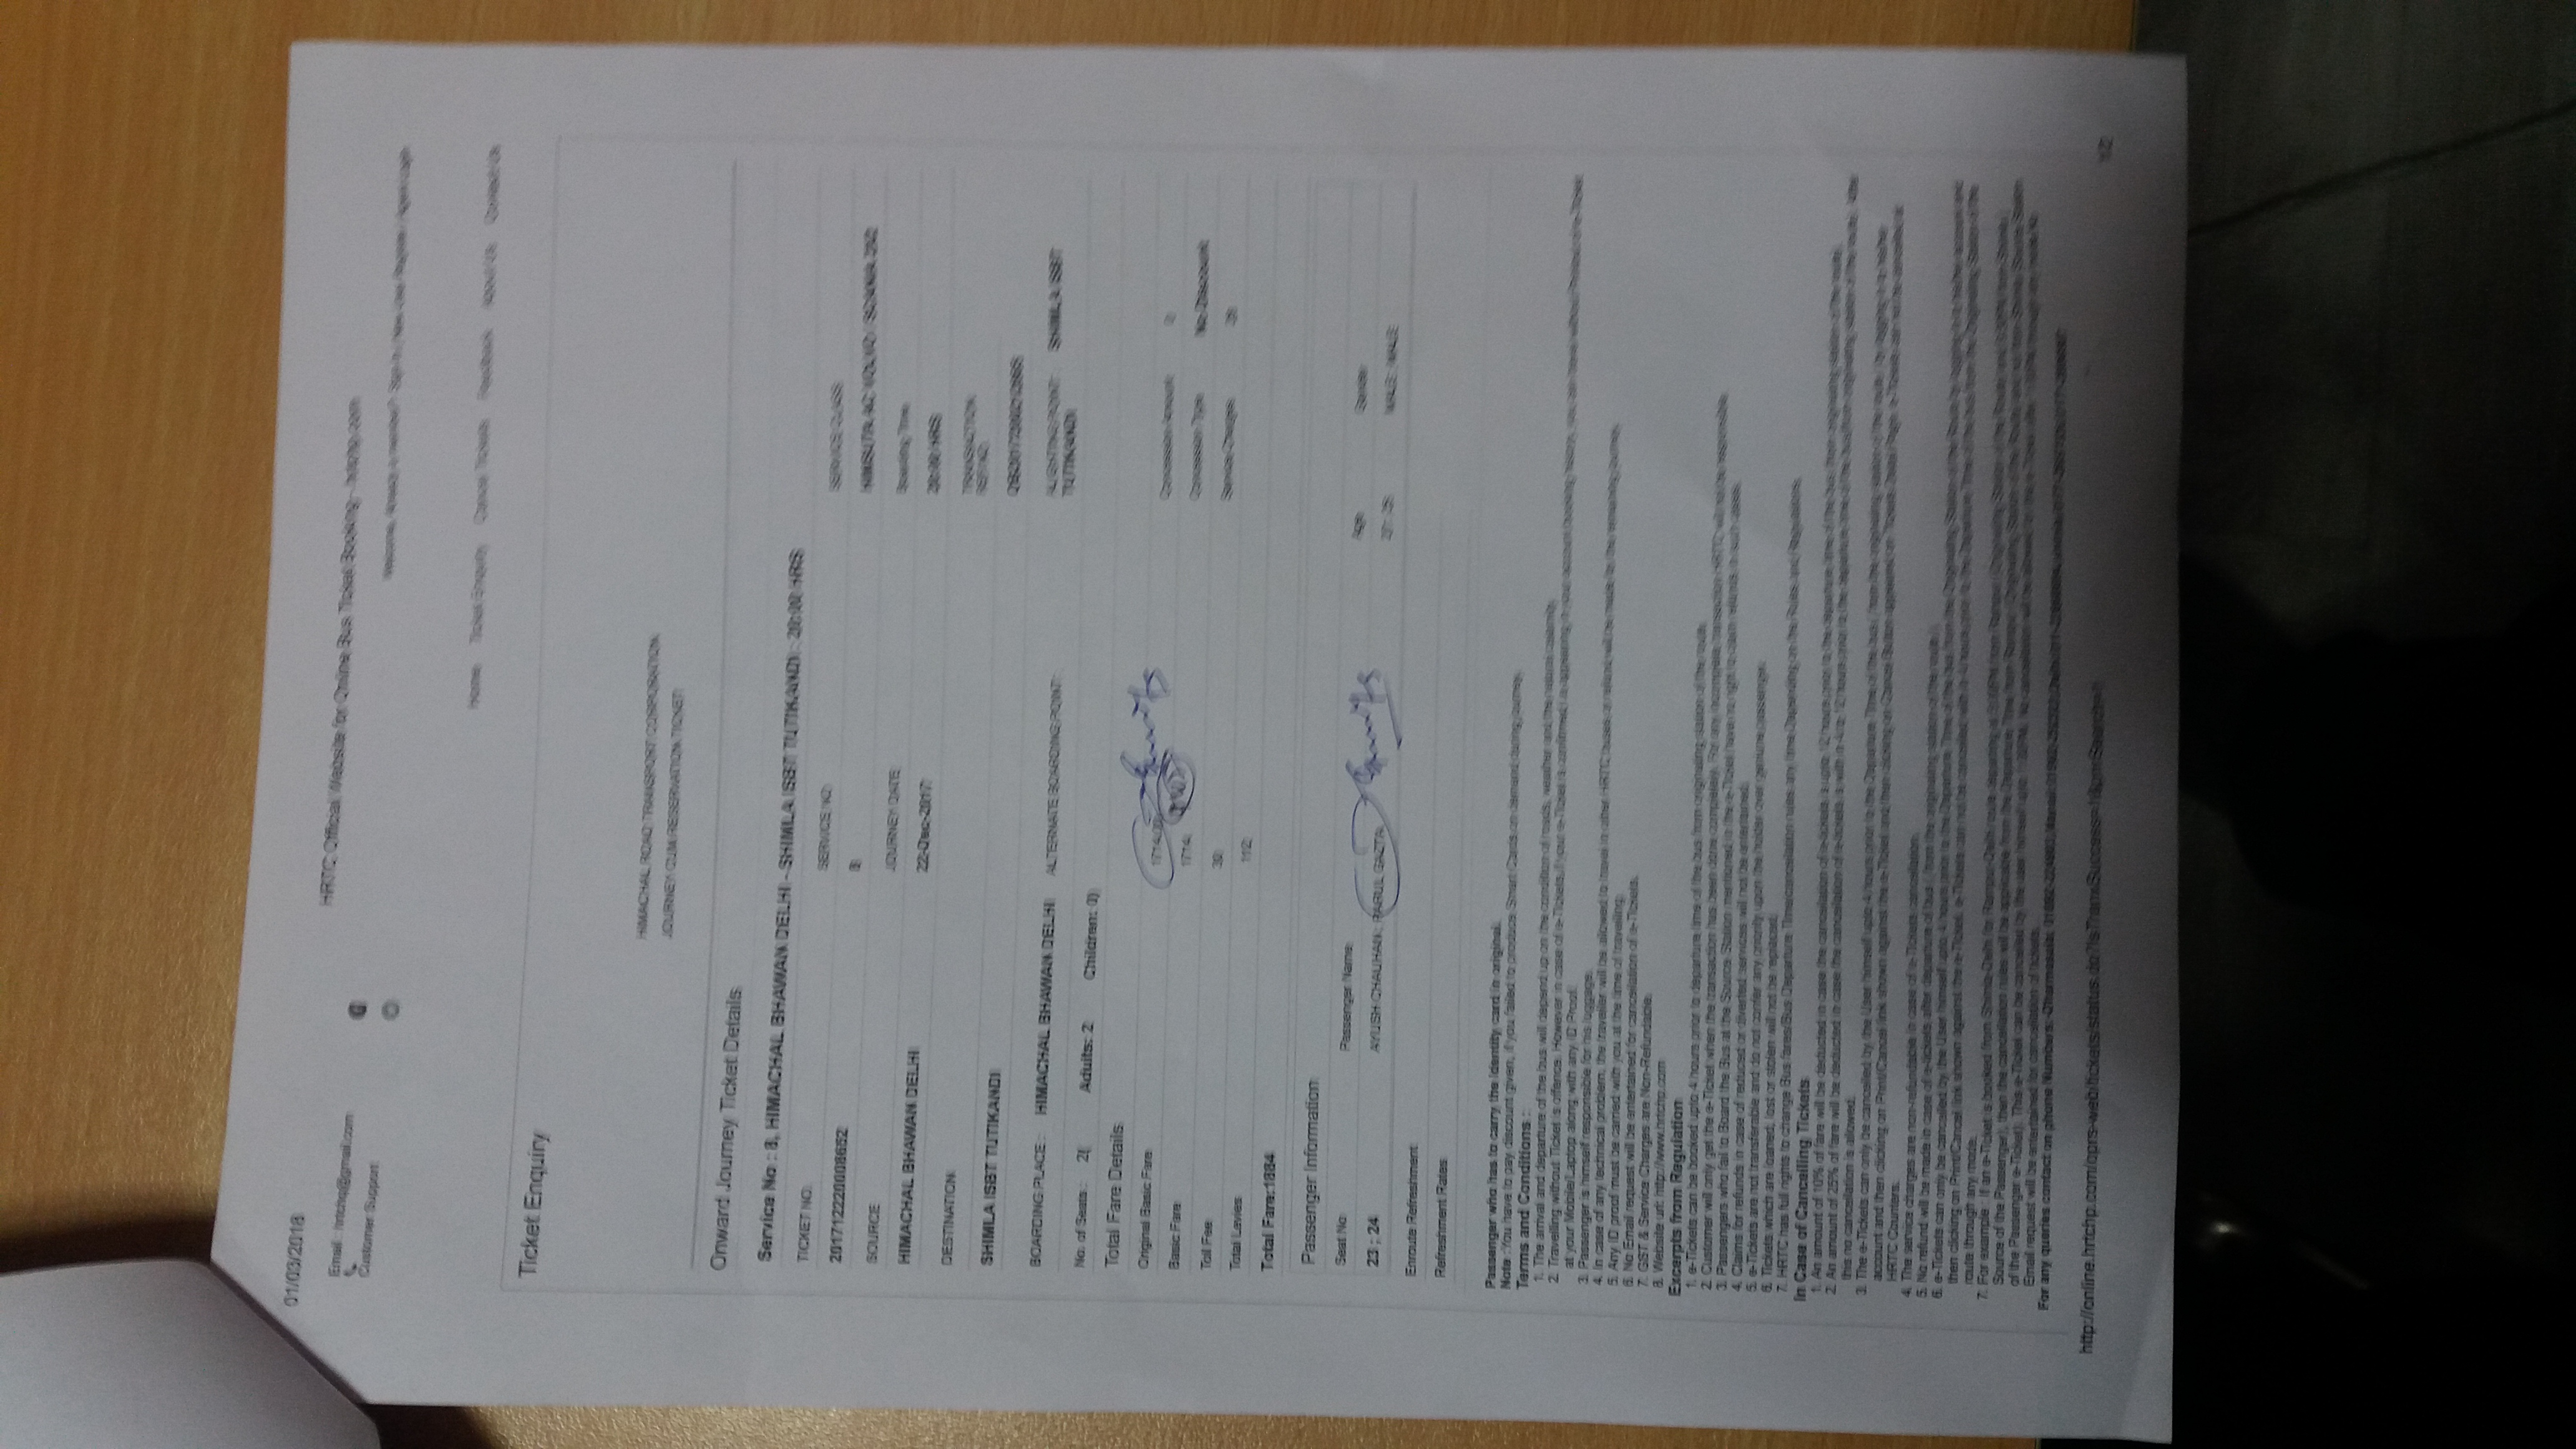 01/03/2018
HRTC Official Website for Online Bus Ticket Booking - hrtchp.com
Email : hrtchq@gmail.com
Customer Support
Welcome, Already a member? Sign In / New User Register / Agent Login
Home Ticket Enquiry Cancel Tickets Feedback About Us Contact Us
Ticket Enquiry
HIMACHAL ROAD TRANSPORT CORPORATION
JOURNEY CUM RESERVATION TICKET
Onward Journey Ticket Details
Service No : 8, HIMACHAL BHAWAN DELHI - SHIMLA ISBT TUTIKANDI : 20:00 HRS
TICKET NO. SERVICE NO SERVICE CLASS
8 HIMSUTA AC VOLVO / SCANIA
SOURCE JOURNEY DATE
HIMACHAL BHAWAN DELHI 22-Dec-2017 20:00 HRS
DESTINATION TRANSACTION
REF NO
SHIMLA ISBT TUTIKANDI
BOARDING PLACE : HIMACHAL BHAWAN DELHI ALTERNATE BOARDING POINT: ALIGHTING POINT: SHIMLA ISBT
TUTIKANDI
No. of Seats : 2( Adults: 2 Children: 0)
Total Fare Details
Original Basic Fare 1714.00 Concession Amount 0
Basic Fare 1714 Concession Type No Discount
Toll Fee 30 Service Charges 28
Total Levies 112
Total Fare:1884
Passenger Information
Seat No Passenger Name Age Gender
23 ; 24 AYUSH CHAUHAN ; PARUL GAZTA MALE ; MALE
Enroute Refreshment
Refreshment Rates
Passenger who has to carry the Identity card in original.
Note :You have to pay discount given, if you failed to produce Smart Cards on demand during journey.
Terms and Conditions :
1. The arrival and departure of the bus will depend up on the condition of roads, weather and the natural calamity.
2. Travelling without Ticket is offence. However in case of e-Tickets,if your e-Ticket is confirmed i.e appearing in your account booking history, you can travel without Printout of e-Ticket
at your Mobile/Laptop along with any ID Proof.
3. Passenger is himself responsible for his luggage.
4. In case of any technical problem, the traveller will be allowed to travel in other HRTC buses or refund will be made for the remaining journey.
5. Any ID proof must be carried with you at the time of travelling.
6. No Email request will be entertained for cancellation of e-Tickets.
7. GST & Service Charges are Non-Refundable.
8. Website url: http://www.hrtchp.com
Excerpts from Regulation
1. e-Tickets can be booked upto 4 hours prior to departure time of the bus from originating station of the route.
2. Customer will only get the e-Ticket when the transaction has been done completely. For any incomplete transaction HRTC will not be responsible.
3. Passengers who fail to Board the Bus at the Source Station mentioned in the e-Ticket have no right to claim refunds in such cases.
4. Claims for refunds in case of reduced or diverted services will not be entertained.
5. e-Tickets are not transferable and do not confer any priority upon the holder over genuine passenger.
6. Tickets which are loaned, lost or stolen will not be replaced.
7. HRTC has full rights to change Bus fares/Bus Departure Time/cancellation rules any time Depending on the Rules and Regulations.
In Case of Cancelling Tickets
1. An amount of 10% of fare will be deducted in case the cancellation of e-tickets is upto 12 hours prior to the departure time of the bus from originating station of the route.
2. An amount of 25% of fare will be deducted in case the cancellation of e-tickets is with in 4 to 12 hours prior to the departure time of the bus from originating station of the route. After
this no cancellation is allowed.
3. The e-Tickets can only be cancelled by the User himself upto 4 hours prior to the Departure Time of the bus ( from the originating station of the route ) by logging in to his/her
account and then clicking on Print/Cancel link shown against the e-Ticket and then clicking on Cancel Button
HRTC Counters.
4. The service charges are non-refundable in case of e-Tickets cancellation.
5. No refund will be made in case of e-tickets after departure of bus ( from the originating station of the route ).
6. e-Tickets can only be cancelled by the User himself upto 4 hours prior to the Departure Time of the bus from the Originating Station of the Route by logging in to his/her account and
then clicking on Print/Cancel link shown against the e-Ticket. e-Tickets can not be cancelled with in 4 hours prior to the Departure Time of the bus from the Originating Station of the
route through any mode.
7. For example : If an e-Ticket is booked from Shimla-Delhi for Rampur-Delhi route
Source of the Passenger), then the cancellation rules will be applicable from the Departure Time from Rampur
of the Passenger e-Ticket). This e-Ticket can be cancelled by the user himself upto
Email request will be entertained for cancellation of tickets.
For any queries contact on phone Numbers:-Dharmasala:
http://online.hrtchp.com/oprs-web/tickets/status.do?isTranxSuccess=1&pnrSearch=1
1/2